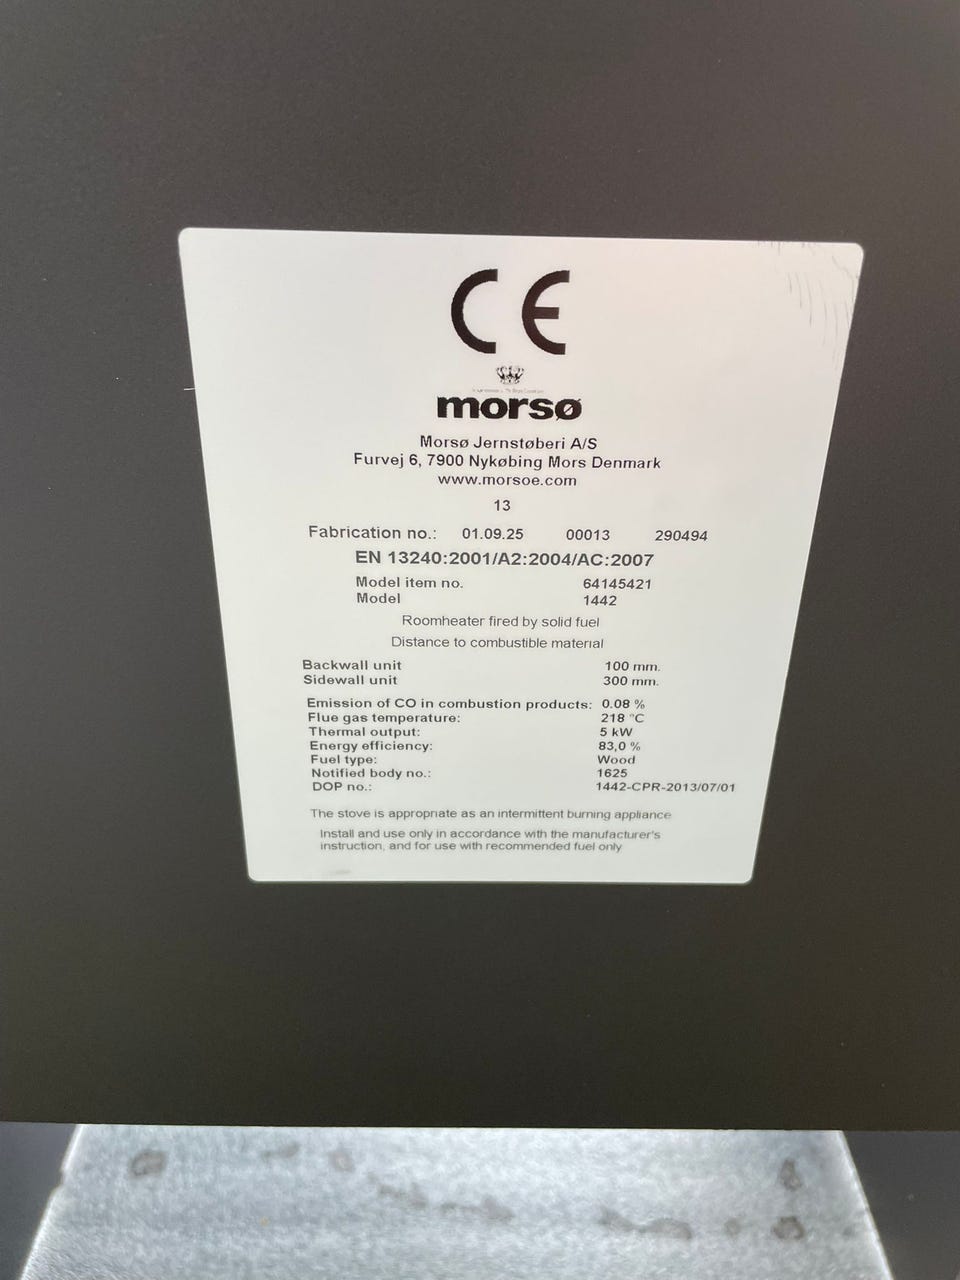 CE
morsø
Morsø Jernstøberi A/S
Furvej 6, 7900 Nykøbing Mors Denmark
www.morsoe.com
13
Fabrication no.: 01.09.25 00013 290494
EN 13240:2001/A2:2004/AC:2007
Model item no. 64145421
Model 1442
Roomheater fired by solid fuel
Distance to combustible material
Backwall unit 100 mm.
Sidewall unit 300 mm.
Emission of CO in combustion products: 0.08 %
Flue gas temperature: 218 °C
Thermal output: 5 kW
Energy efficiency: 83,0 %
Fuel type: Wood
Notified body no.: 1625
DOP no.: 1442-CPR-2013/07/01
The stove is appropriate as an intermittent burning appliance
Install and use only in accordance with the manufacturer's
instruction, and for use with recommended fuel only